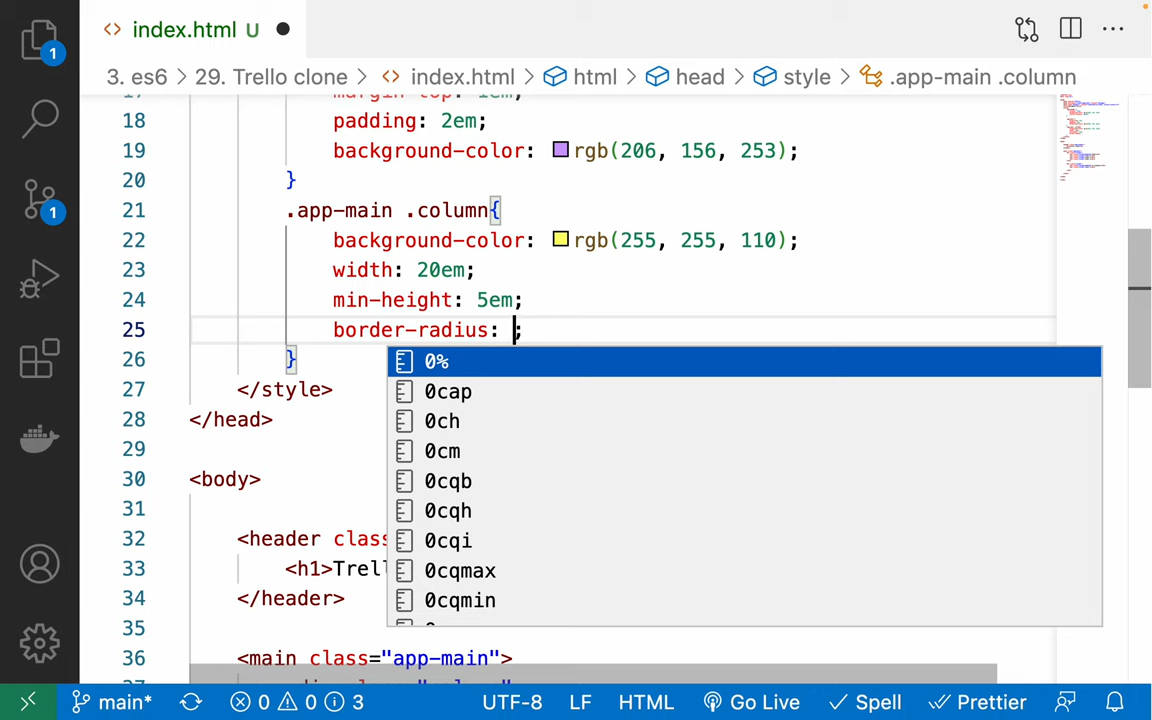 1
<> index.html U
3. es6 > 29. Trello clone > <> index.html > html > head > style > .app-main .column
18 padding: 2em;
19 background-color: rgb(206, 156, 253);
20 }
21 .app-main .column{
22 background-color: rgb(255, 255, 110);
23 width: 20em;
24 min-height: 5em;
25 border-radius: ;
26 }
0%
27 </style>
0cap
28 </head>
0ch
29
0cm
30 <body>
0cqb
31
0cqh
32 <header clas
0cqi
33 <h1>Trel
0cqmax
34 </header>
0cqmin
35
36 <main class="app-main">
1
main* 0 0 3 UTF-8 LF HTML Go Live Spell Prettier